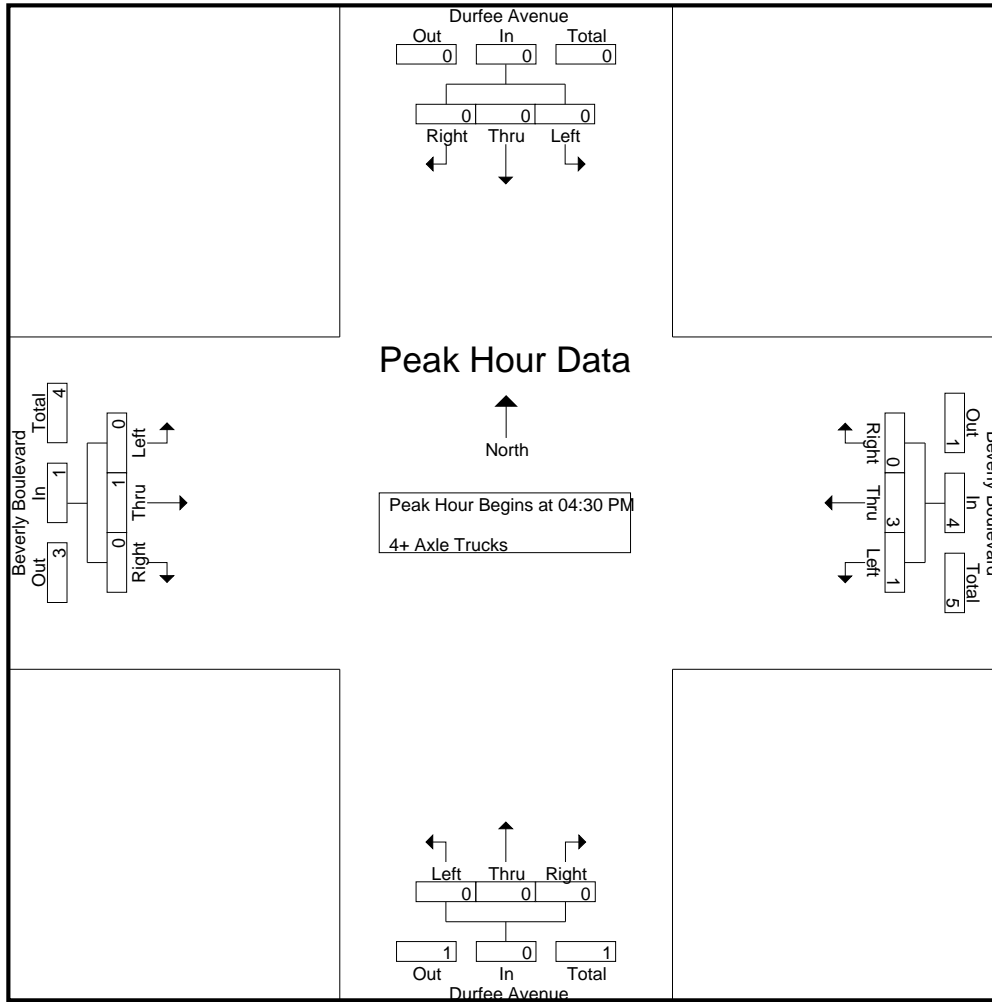 Durfee Avenue
Out In Total
0 0 0
0 0 0
Right Thru Left
Peak Hour Data
North
Peak Hour Begins at 04:30 PM
4+ Axle Trucks
Beverly Boulevard
Total In Out
4 1 3
0 1 0
Left Thru Right
Beverly Boulevard
Out In Total
1 4 5
0 3 1
Right Thru Left
Left Thru Right
0 0 0
1 0 1
Out In Total
Durfee Avenue